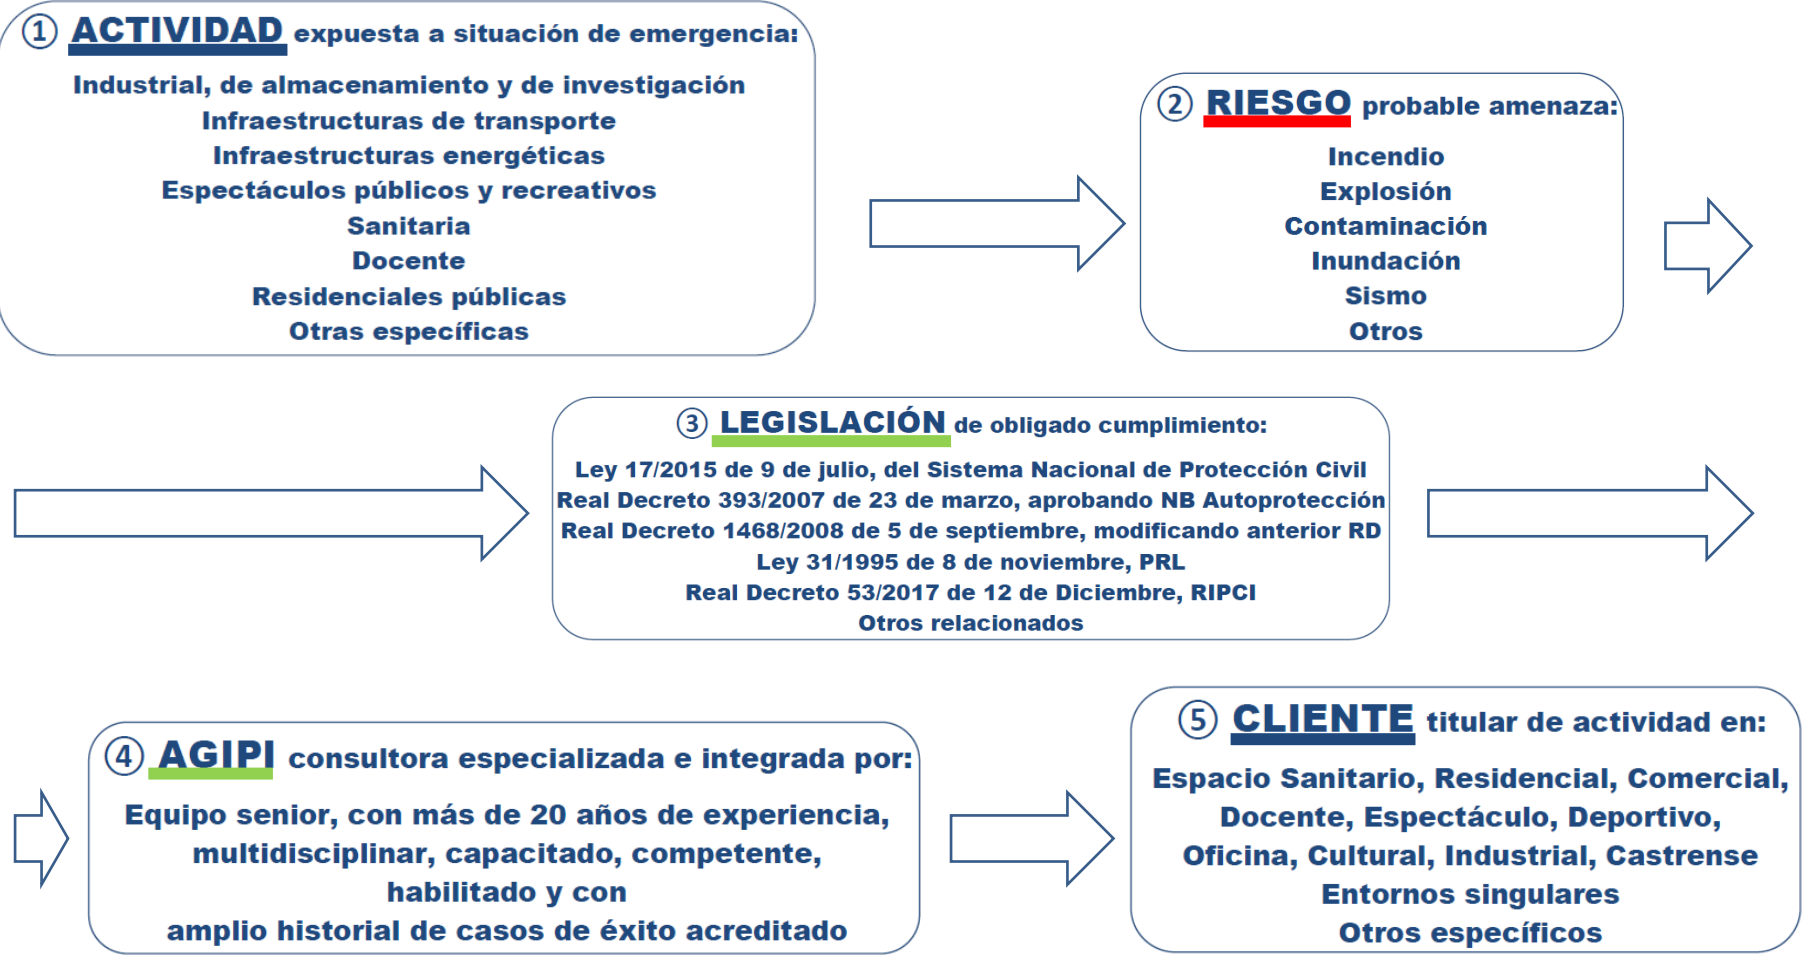 ① ACTIVIDAD expuesta a situación de emergencia:
Industrial, de almacenamiento y de investigación
Infraestructuras de transporte
Infraestructuras energéticas
Espectáculos públicos y recreativos
Sanitaria
Docente
Residenciales públicas
Otras específicas
② RIESGO probable amenaza:
Incendio
Explosión
Contaminación
Inundación
Sismo
Otros
③ LEGISLACIÓN de obligado cumplimiento:
Ley 17/2015 de 9 de julio, del Sistema Nacional de Protección Civil
Real Decreto 393/2007 de 23 de marzo, aprobando NB Autoprotección
Real Decreto 1468/2008 de 5 de septiembre, modificando anterior RD
Ley 31/1995 de 8 de noviembre, PRL
Real Decreto 53/2017 de 12 de Diciembre, RIPCI
Otros relacionados
④ AGIPI consultora especializada e integrada por:
Equipo senior, con más de 20 años de experiencia,
multidisciplinar, capacitado, competente,
habilitado y con
amplio historial de casos de éxito acreditado
⑤ CLIENTE titular de actividad en:
Espacio Sanitario, Residencial, Comercial,
Docente, Espectáculo, Deportivo,
Oficina, Cultural, Industrial, Castrense
Entornos singulares
Otros específicos